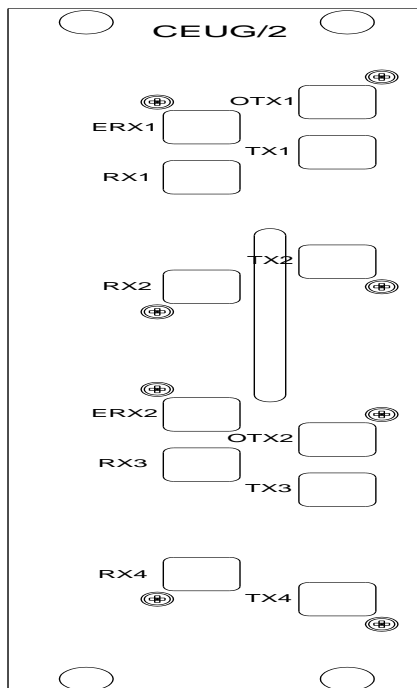 CEUG/2
OTX1
ERX1
TX1
RX1
TX2
RX2
ERX2
OTX2
RX3
TX3
RX4
TX4